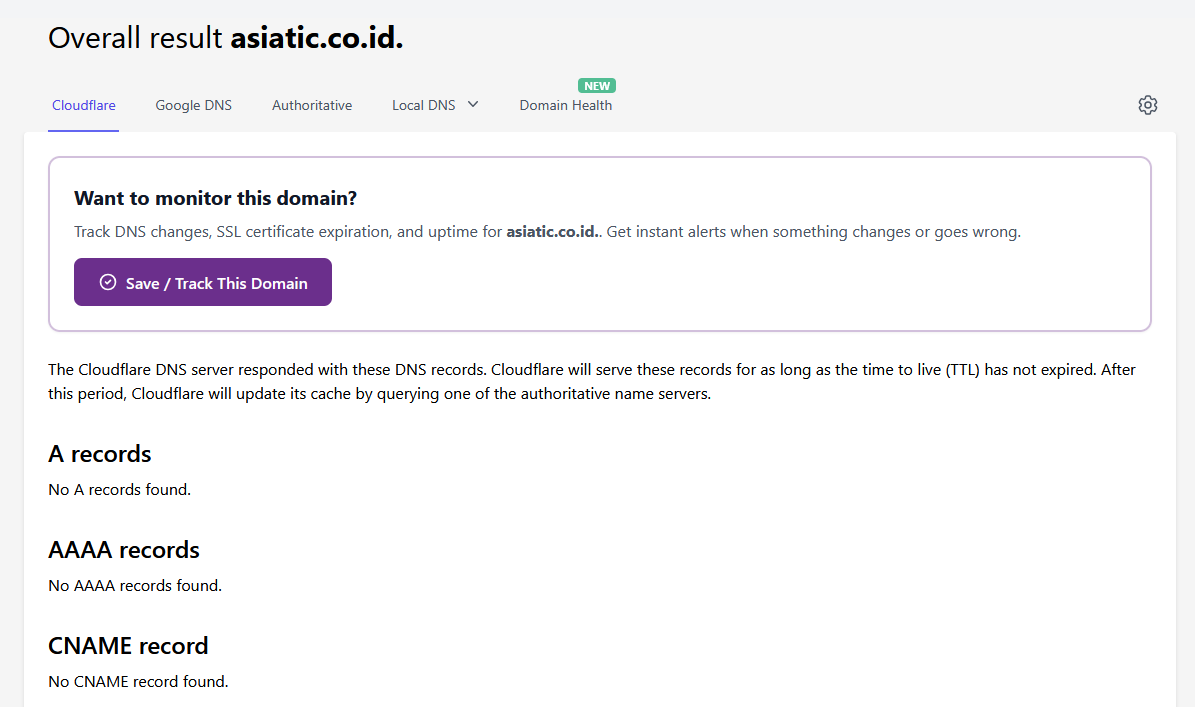 Overall result asiatic.co.id.
NEW
Cloudflare Google DNS Authoritative Local DNS Domain Health
Want to monitor this domain?
Track DNS changes, SSL certificate expiration, and uptime for asiatic.co.id.. Get instant alerts when something changes or goes wrong.
Save / Track This Domain
The Cloudflare DNS server responded with these DNS records. Cloudflare will serve these records for as long as the time to live (TTL) has not expired. After
this period, Cloudflare will update its cache by querying one of the authoritative name servers.
A records
No A records found.
AAAA records
No AAAA records found.
CNAME record
No CNAME record found.